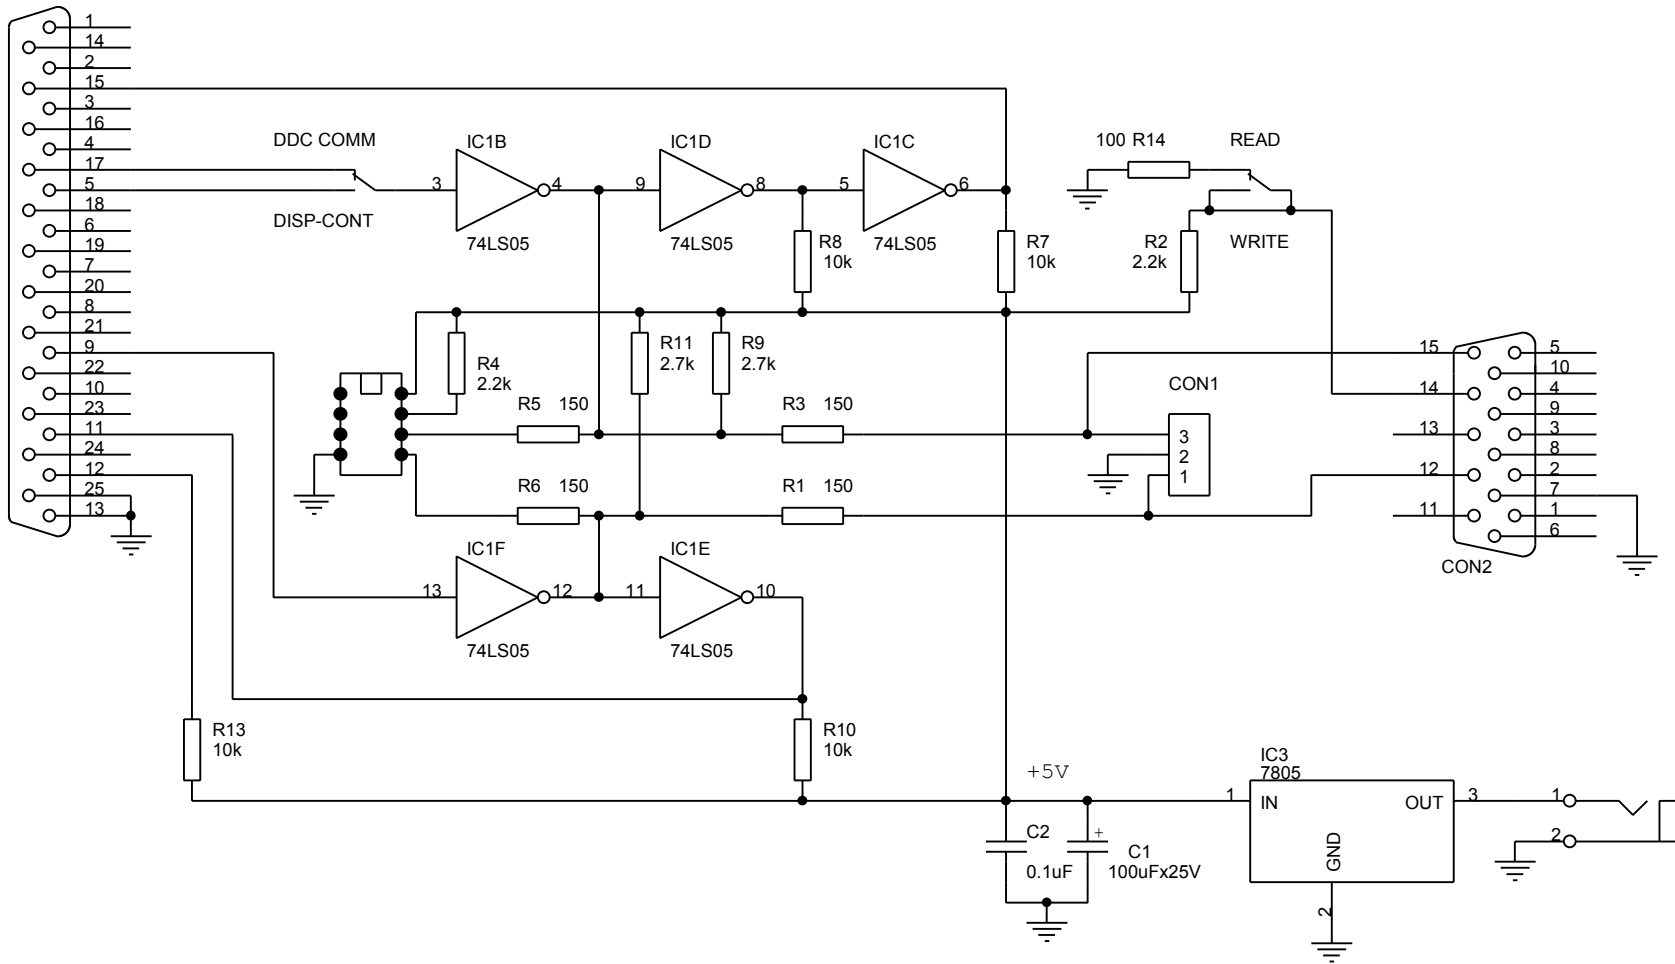 1
14
2
15
3
16
4
17
5
18
6
19
7
20
8
21
9
22
10
23
11
24
12
25
13
DDC COMM
DISP-CONT
3
IC1B
4
74LS05
9
IC1D
8
74LS05
5
IC1C
6
74LS05
R8
10k
R7
10k
100 R14
READ
WRITE
R2
2.2k
R4
2.2k
R11
2.7k
R9
2.7k
R5 150
R3 150
R6 150
R1 150
CON1
3
2
1
15
14
13
12
11
5
10
4
9
3
8
2
7
1
6
CON2
13
IC1F
12
74LS05
11
IC1E
10
74LS05
R13
10k
R10
10k
+5V
C2
0.1uF
+
C1
100uFx25V
IC3
7805
1
IN
OUT
3
GND
2
1
2